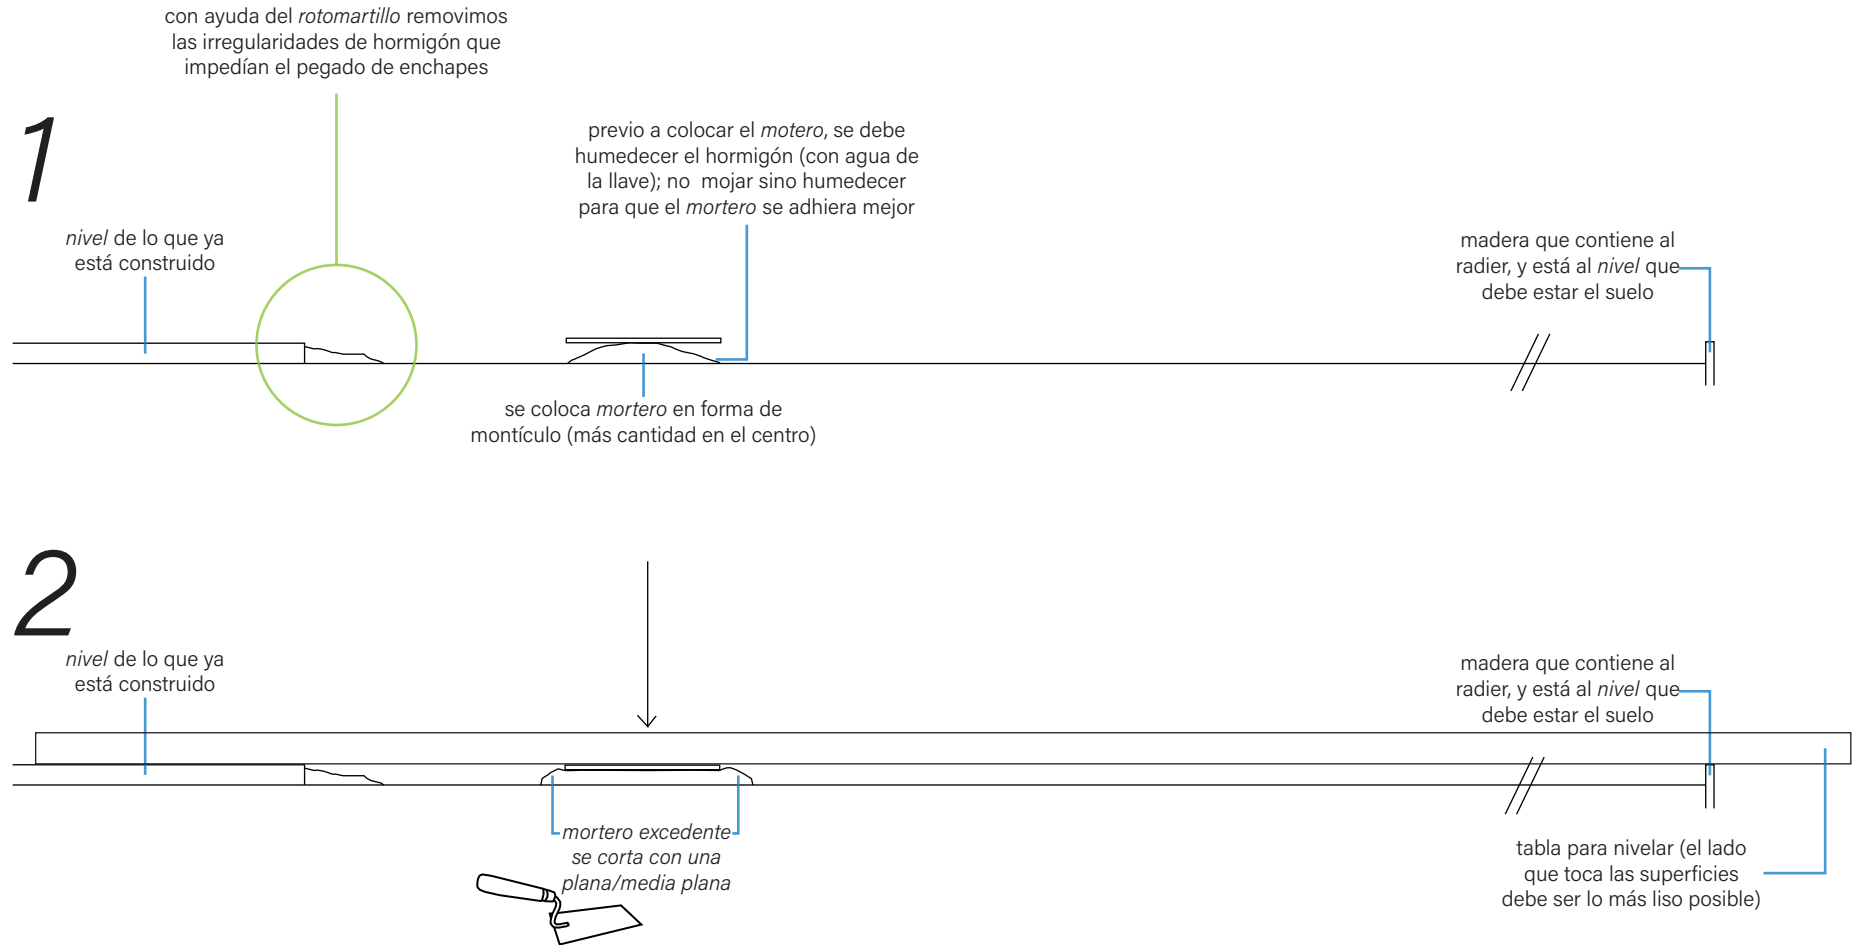 con ayuda del rotomartillo removimos
las irregularidades de hormigón que
impedían el pegado de enchapes
1
previo a colocar el motero, se debe
humedecer el hormigón (con agua de
la llave); no mojar sino humedecer
para que el mortero se adhiera mejor
nivel de lo que ya
está construido
madera que contiene al
radier, y está al nivel que
debe estar el suelo
se coloca mortero en forma de
montículo (más cantidad en el centro)
2
nivel de lo que ya
está construido
madera que contiene al
radier, y está al nivel que
debe estar el suelo
mortero excedente
se corta con una
plana/media plana
tabla para nivelar (el lado
que toca las superficies
debe ser lo más liso posible)